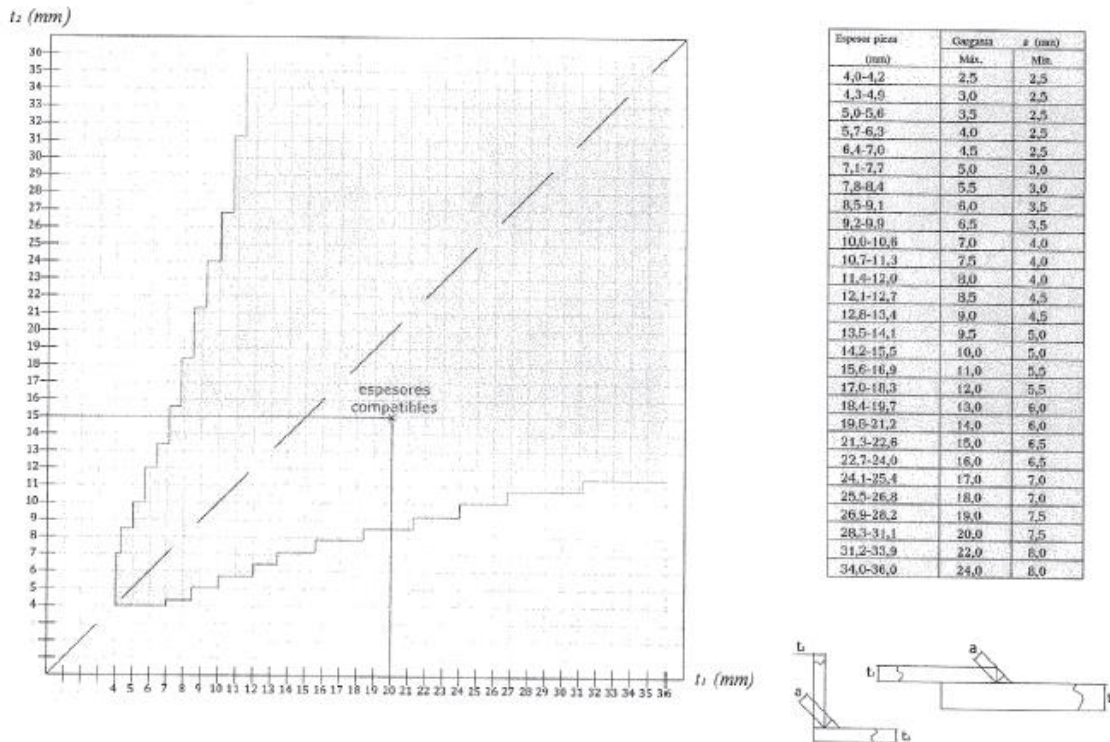 t₂ (mm)
36
35
34
33
32
31
30
29
28
27
26
25
24
23
22
21
20
19
18
17
16
15
14
13
12
11
10
9
8
7
6
5
4
espesores
compatibles
4 5 6 7 8 9 10 11 12 13 14 15 16 17 18 19 20 21 22 23 24 25 26 27 28 29 30 31 32 33 34 35 36
t₁ (mm)
Espesor pieza Garganta a (mm)
(mm) Máx. Mín.
4,0-4,2 2,5 2,5
4,3-4,9 3,0 2,5
5,0-5,6 3,5 2,5
5,7-6,3 4,0 2,5
6,4-7,0 4,5 2,5
7,1-7,7 5,0 3,0
7,8-8,4 5,5 3,0
8,5-9,1 6,0 3,5
9,2-9,9 6,5 3,5
10,0-10,6 7,0 4,0
10,7-11,3 7,5 4,0
11,4-12,0 8,0 4,0
12,1-12,7 8,5 4,5
12,8-13,4 9,0 4,5
13,5-14,1 9,5 5,0
14,2-15,5 10,0 5,0
15,6-16,9 11,0 5,5
17,0-18,3 12,0 5,5
18,4-19,7 13,0 6,0
19,8-21,2 14,0 6,0
21,3-22,6 15,0 6,5
22,7-24,0 16,0 6,5
24,1-25,4 17,0 7,0
25,5-26,8 18,0 7,0
26,9-28,2 19,0 7,5
28,3-31,1 20,0 7,5
31,2-33,9 22,0 8,0
34,0-36,0 24,0 8,0
a
a
t₁